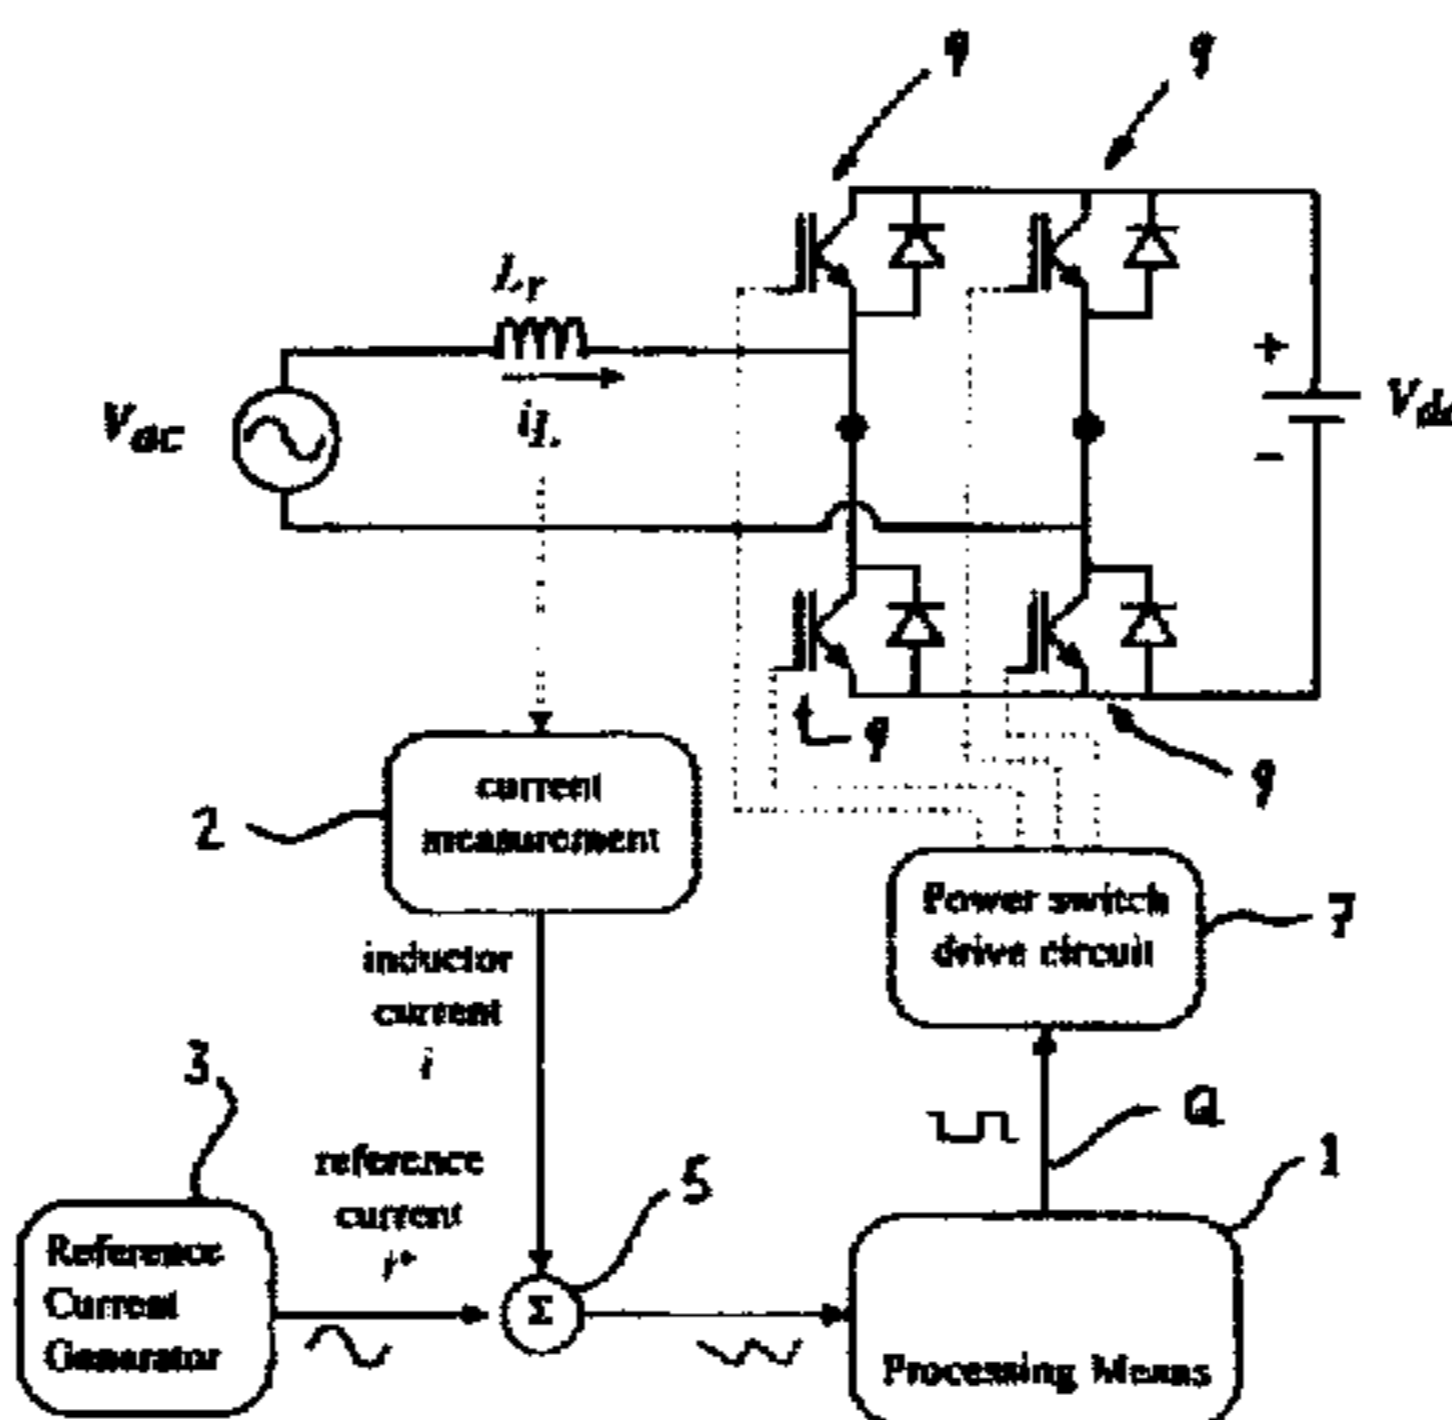 9
9
Lr
+
Vac
iL
Vdc
-
9
9
current
measurement
2
Power switch
drive circuit
7
inductor
current
i
3
reference
current
i*
Q
1
5
Reference
Current
Generator
Σ
Processing Means